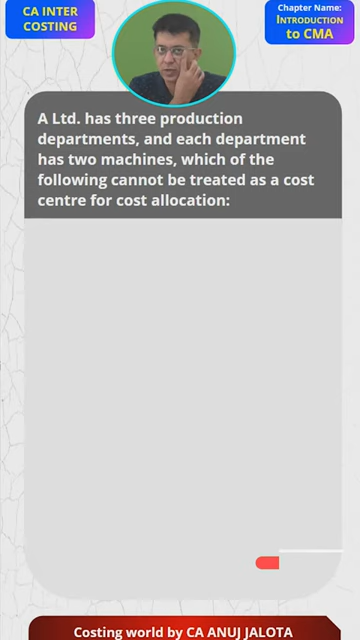 CA INTER
COSTING
Chapter Name:
INTRODUCTION
to CMA
A Ltd. has three production
departments, and each department
has two machines, which of the
following cannot be treated as a cost
centre for cost allocation:
Costing world by CA ANUJ JALOTA